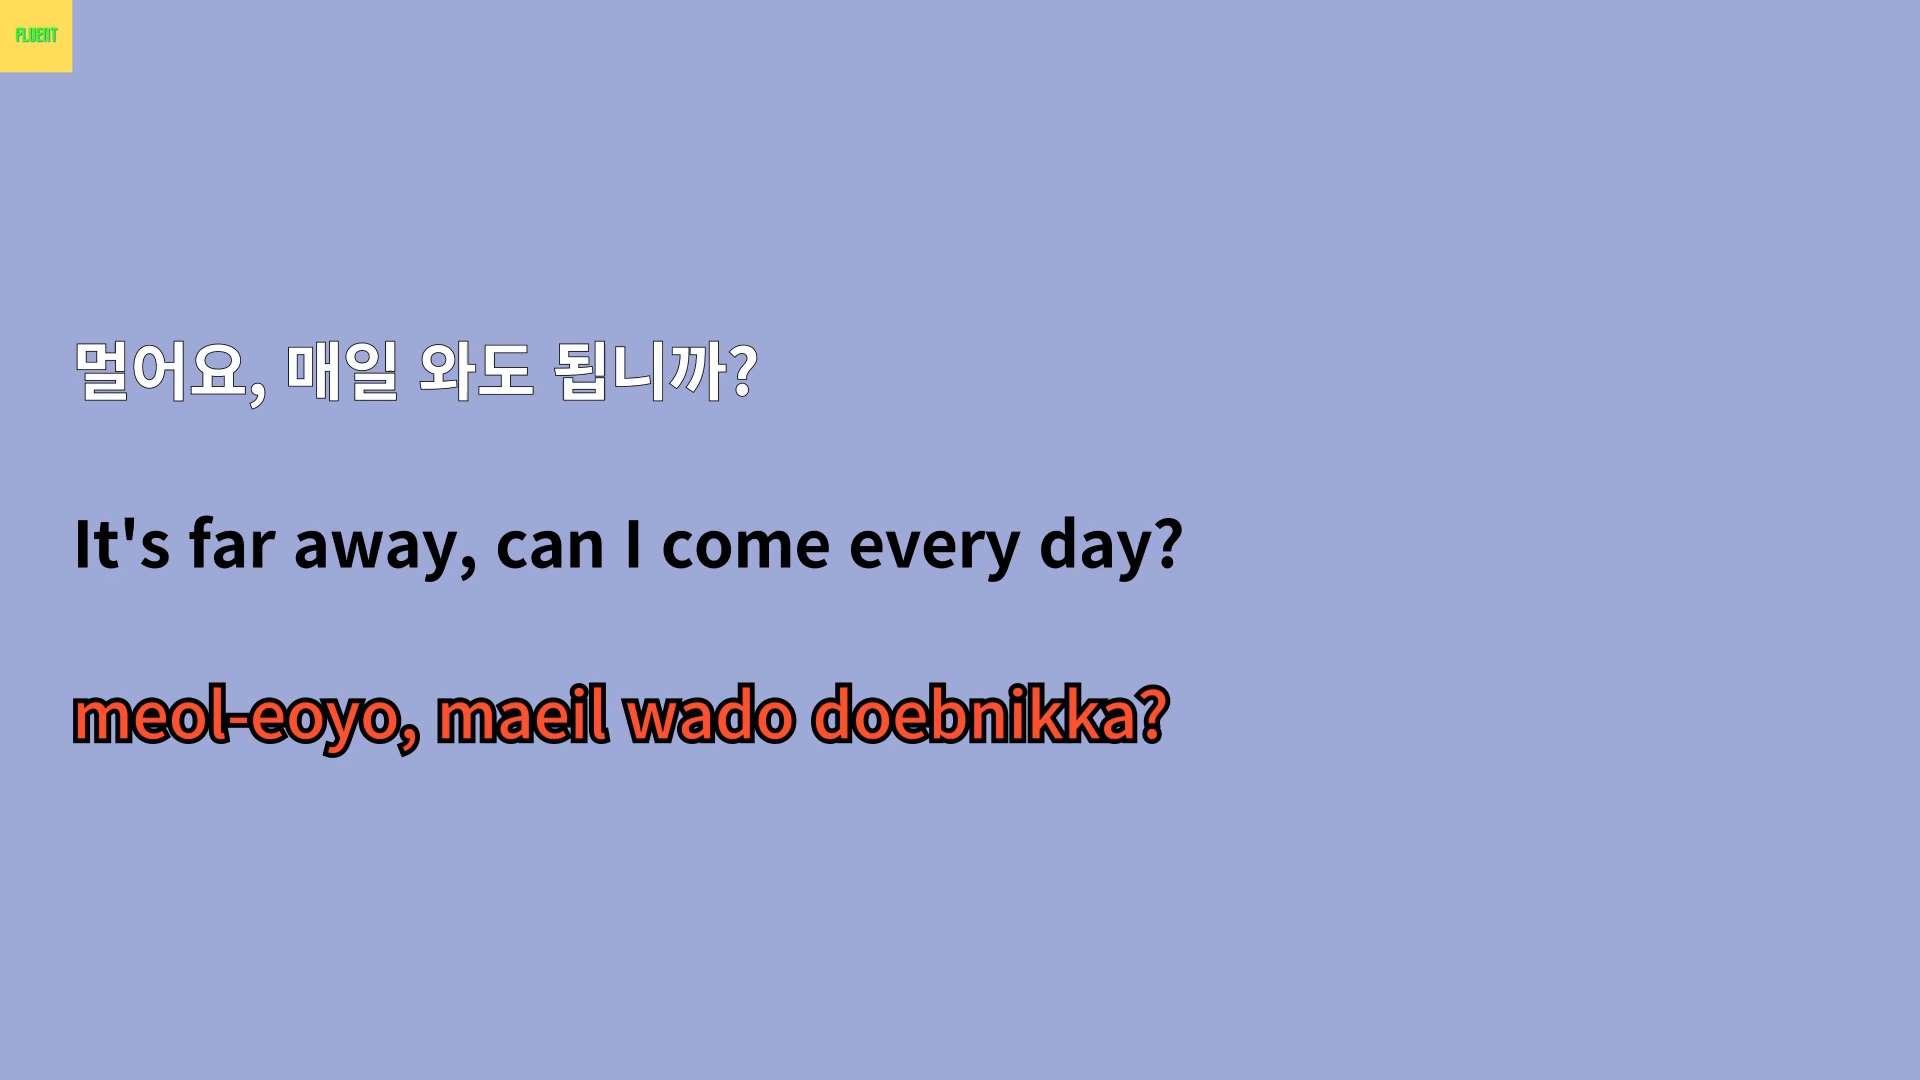 FLUENT
멀어요, 매일 와도 됩니까?
It's far away, can I come every day?
meol-eoyo, maeil wado doebnikka?